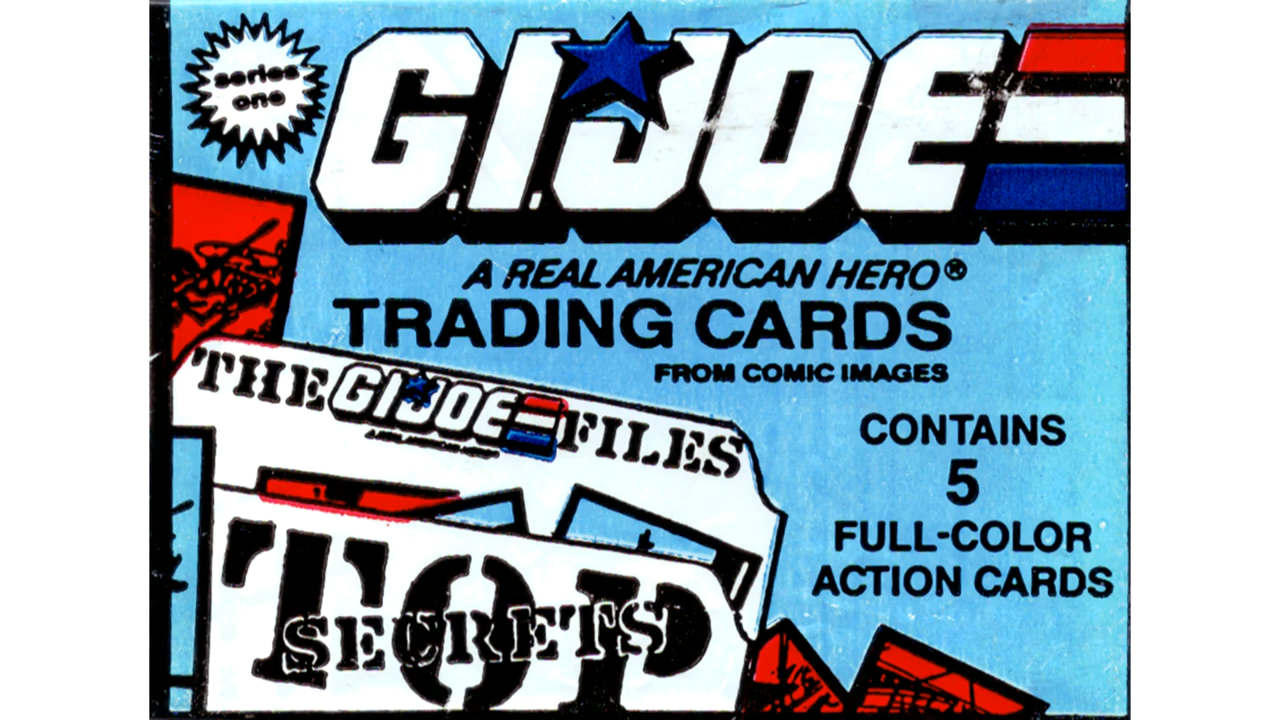 series
one
G.I.JOE
A REAL AMERICAN HERO®
TRADING CARDS
FROM COMIC IMAGES
THE GI JOE FILES
CONTAINS
5
FULL-COLOR
ACTION CARDS
TOP
SECRETS